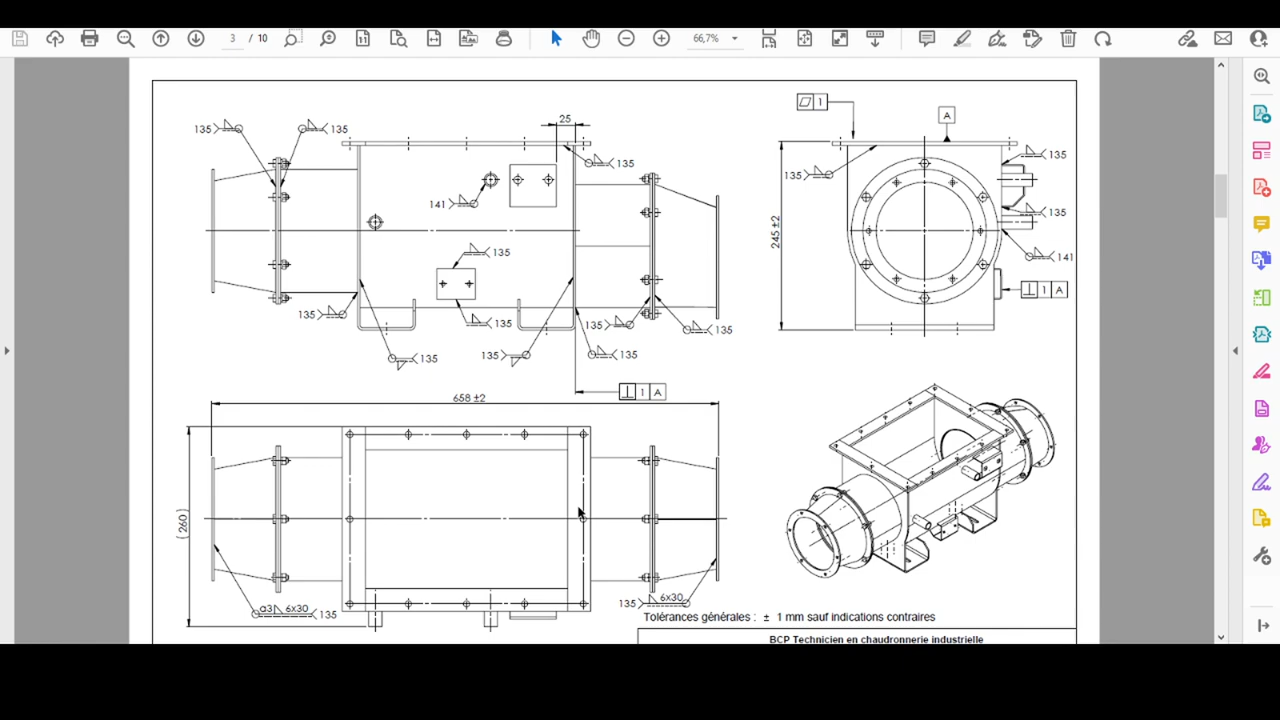 3 / 10
66,7%
135 135 25 135
141
135
135
135 135 135
135 135 135
1 A
1 A
245 ±2
135 135
135
141
1 A
658 ±2
(260)
a3 6x30 135
135 6x30
Tolérances générales : ± 1 mm sauf indications contraires
BCP Technicien en chaudronnerie industrielle